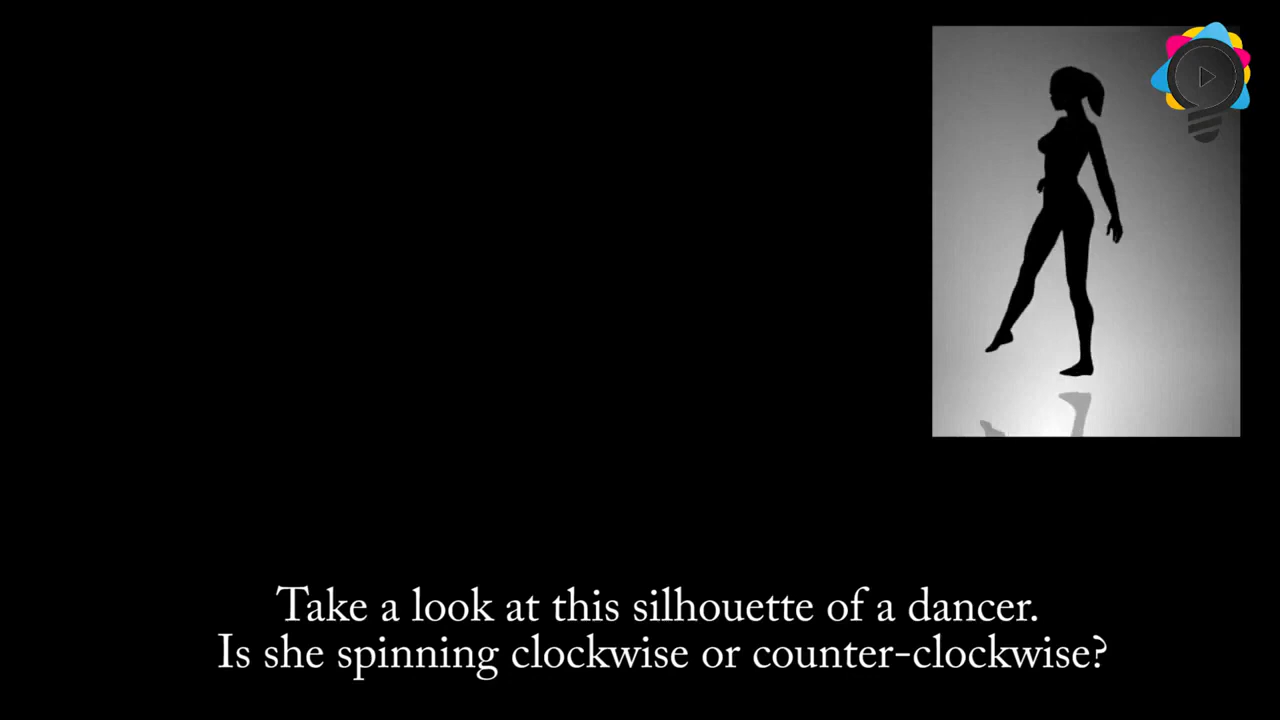 Take a look at this silhouette of a dancer.
Is she spinning clockwise or counter-clockwise?